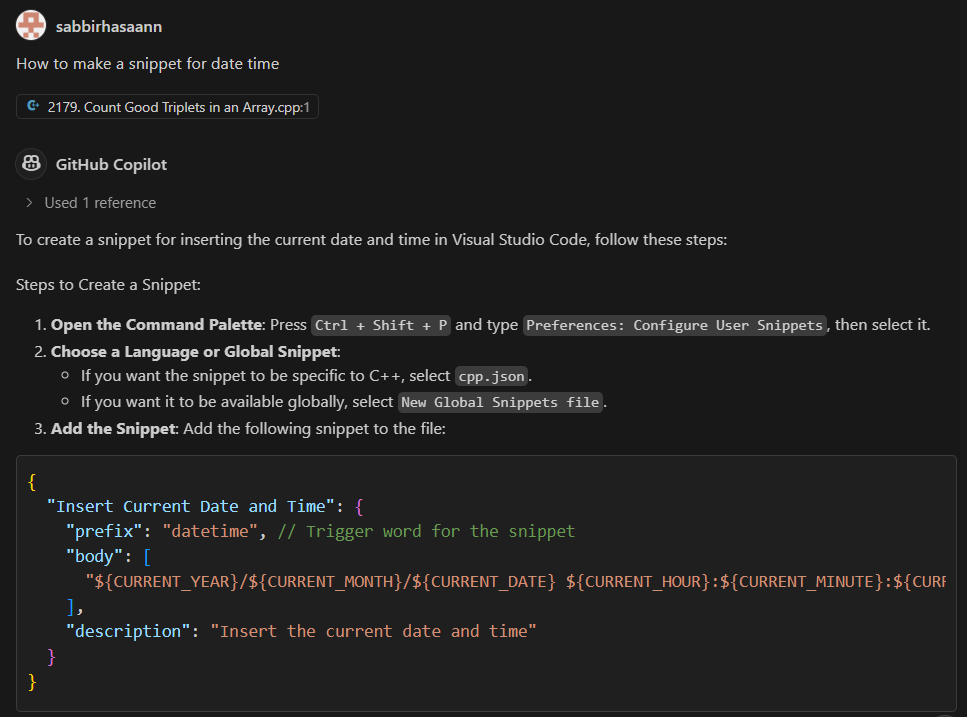 sabbirhasaann
How to make a snippet for date time
2179. Count Good Triplets in an Array.cpp:1
GitHub Copilot
Used 1 reference
To create a snippet for inserting the current date and time in Visual Studio Code, follow these steps:
Steps to Create a Snippet:
1. Open the Command Palette: Press Ctrl + Shift + P and type Preferences: Configure User Snippets, then select it.
2. Choose a Language or Global Snippet:
If you want the snippet to be specific to C++, select cpp.json.
If you want it to be available globally, select New Global Snippets file.
3. Add the Snippet: Add the following snippet to the file:
{
"Insert Current Date and Time": {
"prefix": "datetime", // Trigger word for the snippet
"body": [
"${CURRENT_YEAR}/${CURRENT_MONTH}/${CURRENT_DATE} ${CURRENT_HOUR}:${CURRENT_MINUTE}:${CURR
],
"description": "Insert the current date and time"
}
}